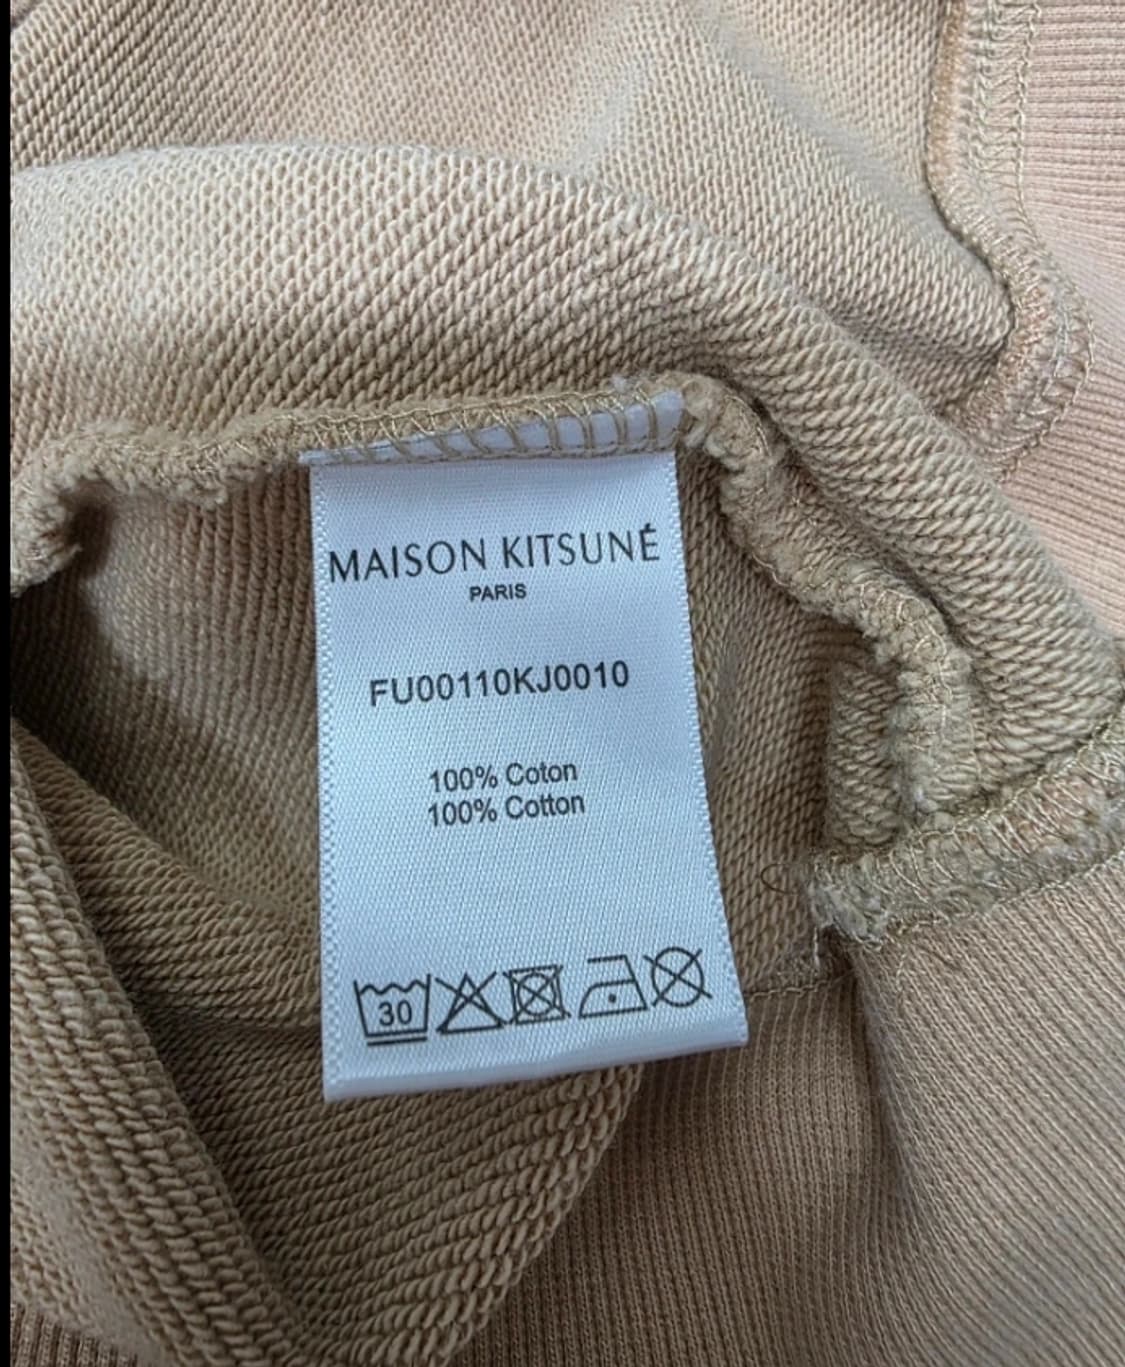 MAISON KITSUNÉ
PARIS
FU00110KJ0010
100% Coton
100% Cotton
30